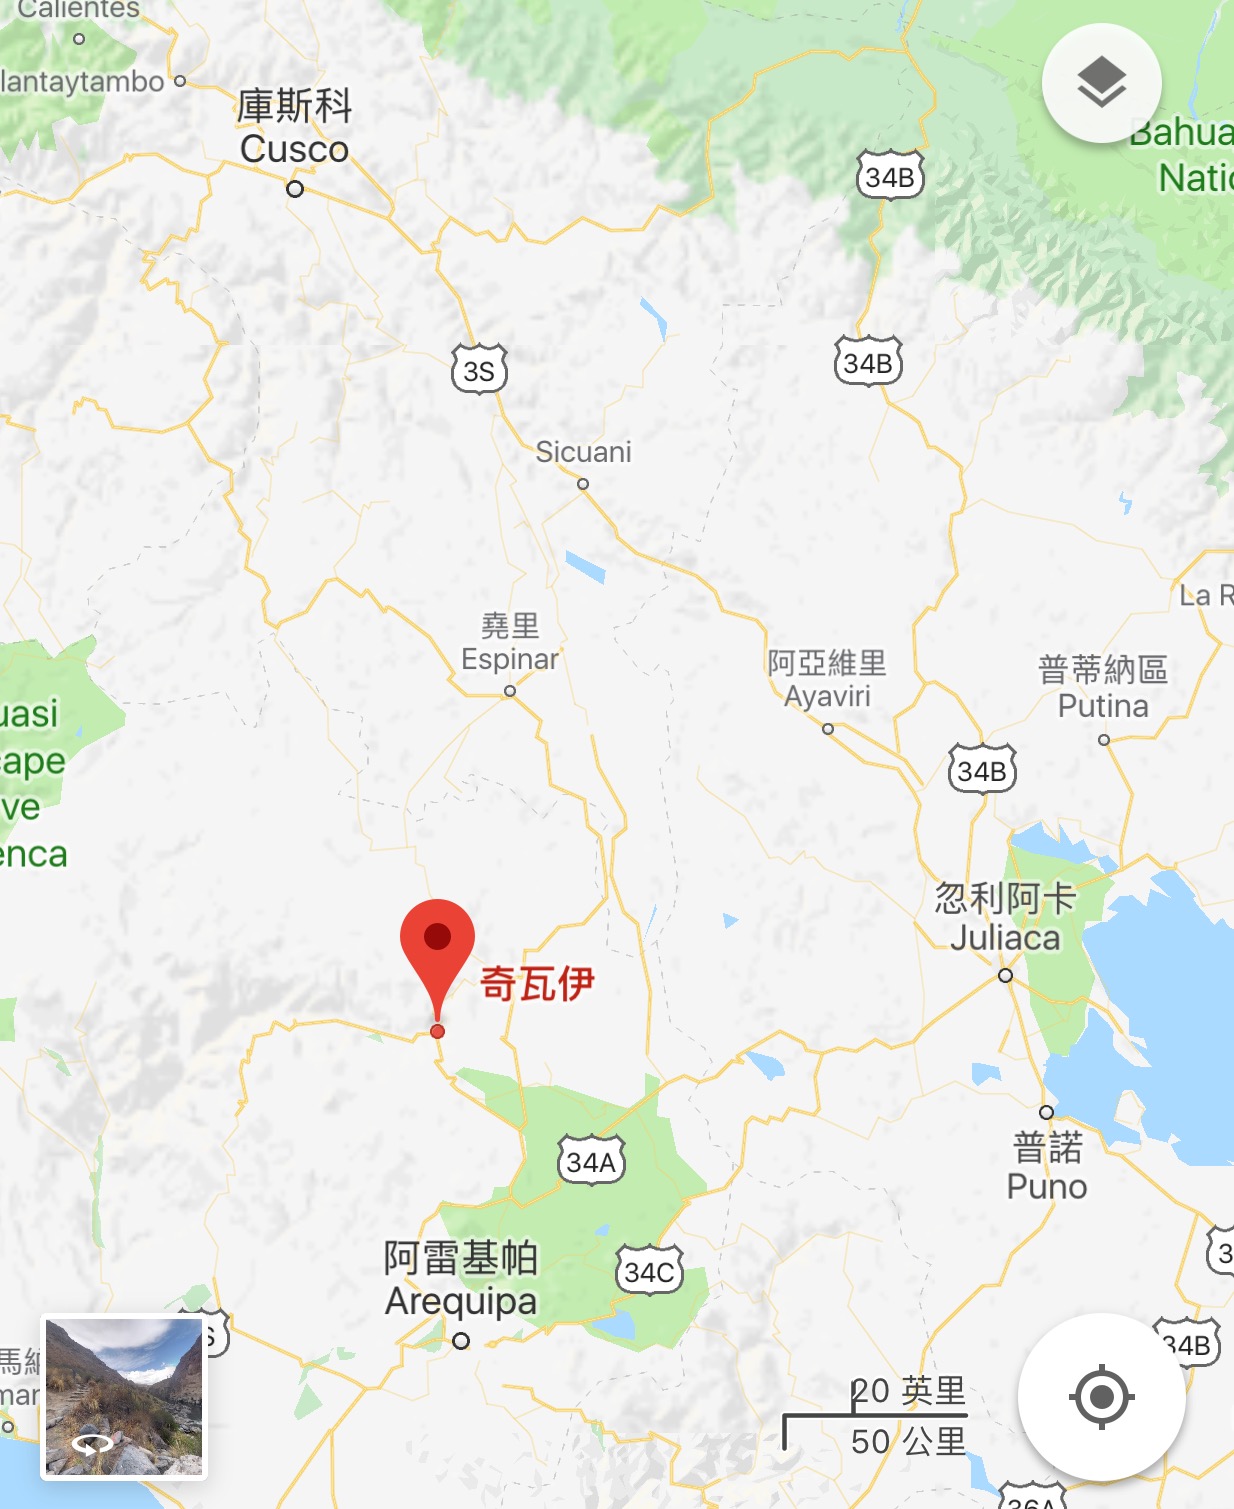 Calientes
lantaytambo
庫斯科
Cusco
Bahua
Natio
34B
34B
3S
Sicuani
La R
堯里
Espinar
阿亞維里
Ayaviri
普蒂納區
Putina
uasi
cape
ve
enca
34B
忽利阿卡
Juliaca
奇瓦伊
普諾
Puno
34A
阿雷基帕
Arequipa
34C
3
S
34B
mar
20 英里
50 公里
36A